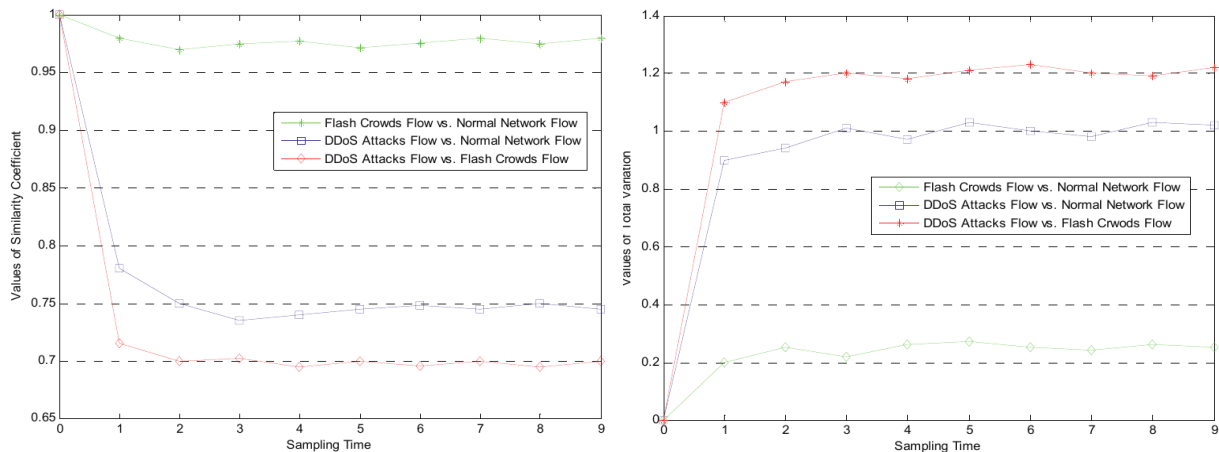 1
0.95
0.9
0.85
0.8
0.75
0.7
0.65
Values of Similarity Coefficient
Flash Crowds Flow vs. Normal Network Flow
DDoS Attacks Flow vs. Normal Network Flow
DDoS Attacks Flow vs. Flash Crowds Flow
0 1 2 3 4 5 6 7 8 9
Sampling Time
1.4
1.2
1
0.8
0.6
0.4
0.2
0
Values of Total Variation
Flash Crowds Flow vs. Normal Network Flow
DDoS Attacks Flow vs. Normal Network Flow
DDoS Attacks Flow vs. Flash Crwods Flow
0 1 2 3 4 5 6 7 8 9
Sampling Time